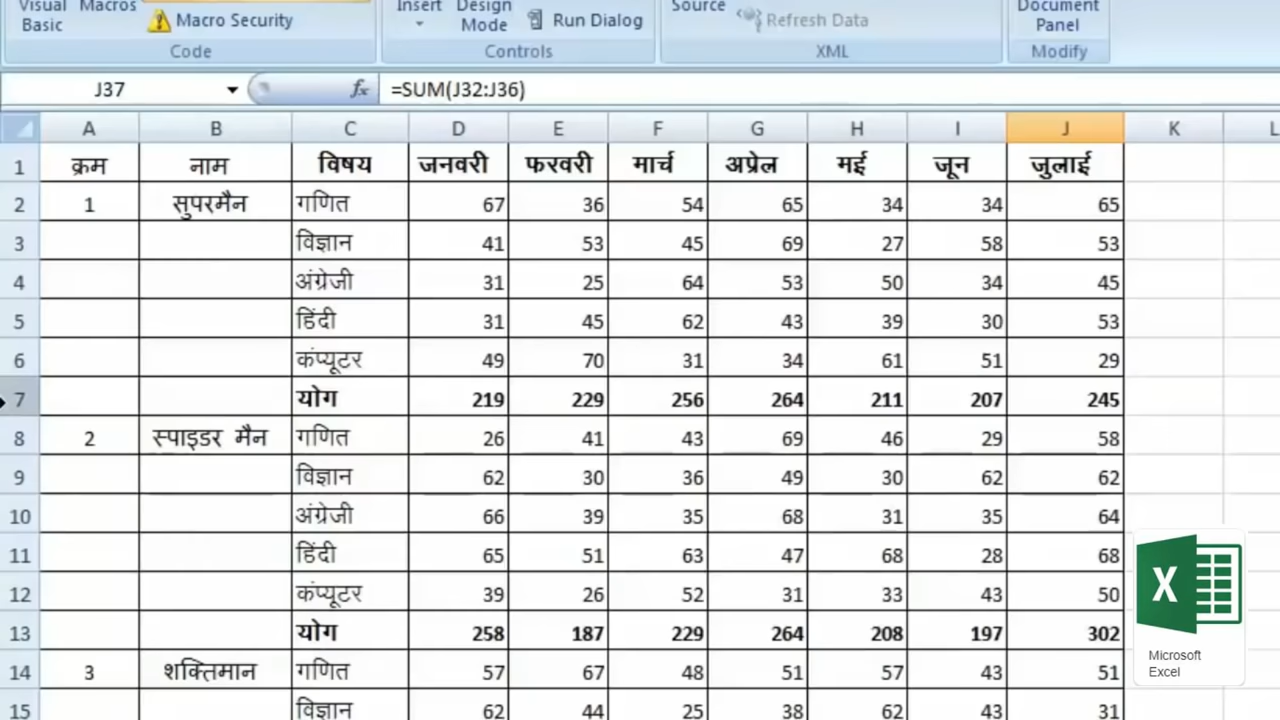 Visual Macros Macro Security Insert Design Run Dialog Source Refresh Data Document
Basic Mode Panel
Code Controls XML Modify
J37 fx =SUM(J32:J36)
A B C D E F G H I J K L
1 क्रम नाम विषय जनवरी फरवरी मार्च अप्रेल मई जून जुलाई
2 1 सुपरमैन गणित 67 36 54 65 34 34 65
3 विज्ञान 41 53 45 69 27 58 53
4 अंग्रेजी 31 25 64 53 50 34 45
5 हिंदी 31 45 62 43 39 30 53
6 कंप्यूटर 49 70 31 34 61 51 29
7 योग 219 229 256 264 211 207 245
8 2 स्पाइडर मैन गणित 26 41 43 69 46 29 58
9 विज्ञान 62 30 36 49 30 62 62
10 अंग्रेजी 66 39 35 68 31 35 64
11 हिंदी 65 51 63 47 68 28 68
12 कंप्यूटर 39 26 52 31 33 43 50
13 योग 258 187 229 264 208 197 302
14 3 शक्तिमान गणित 57 67 48 51 57 43 51
15 विज्ञान 62 44 25 38 62 43 31
X
Microsoft
Excel